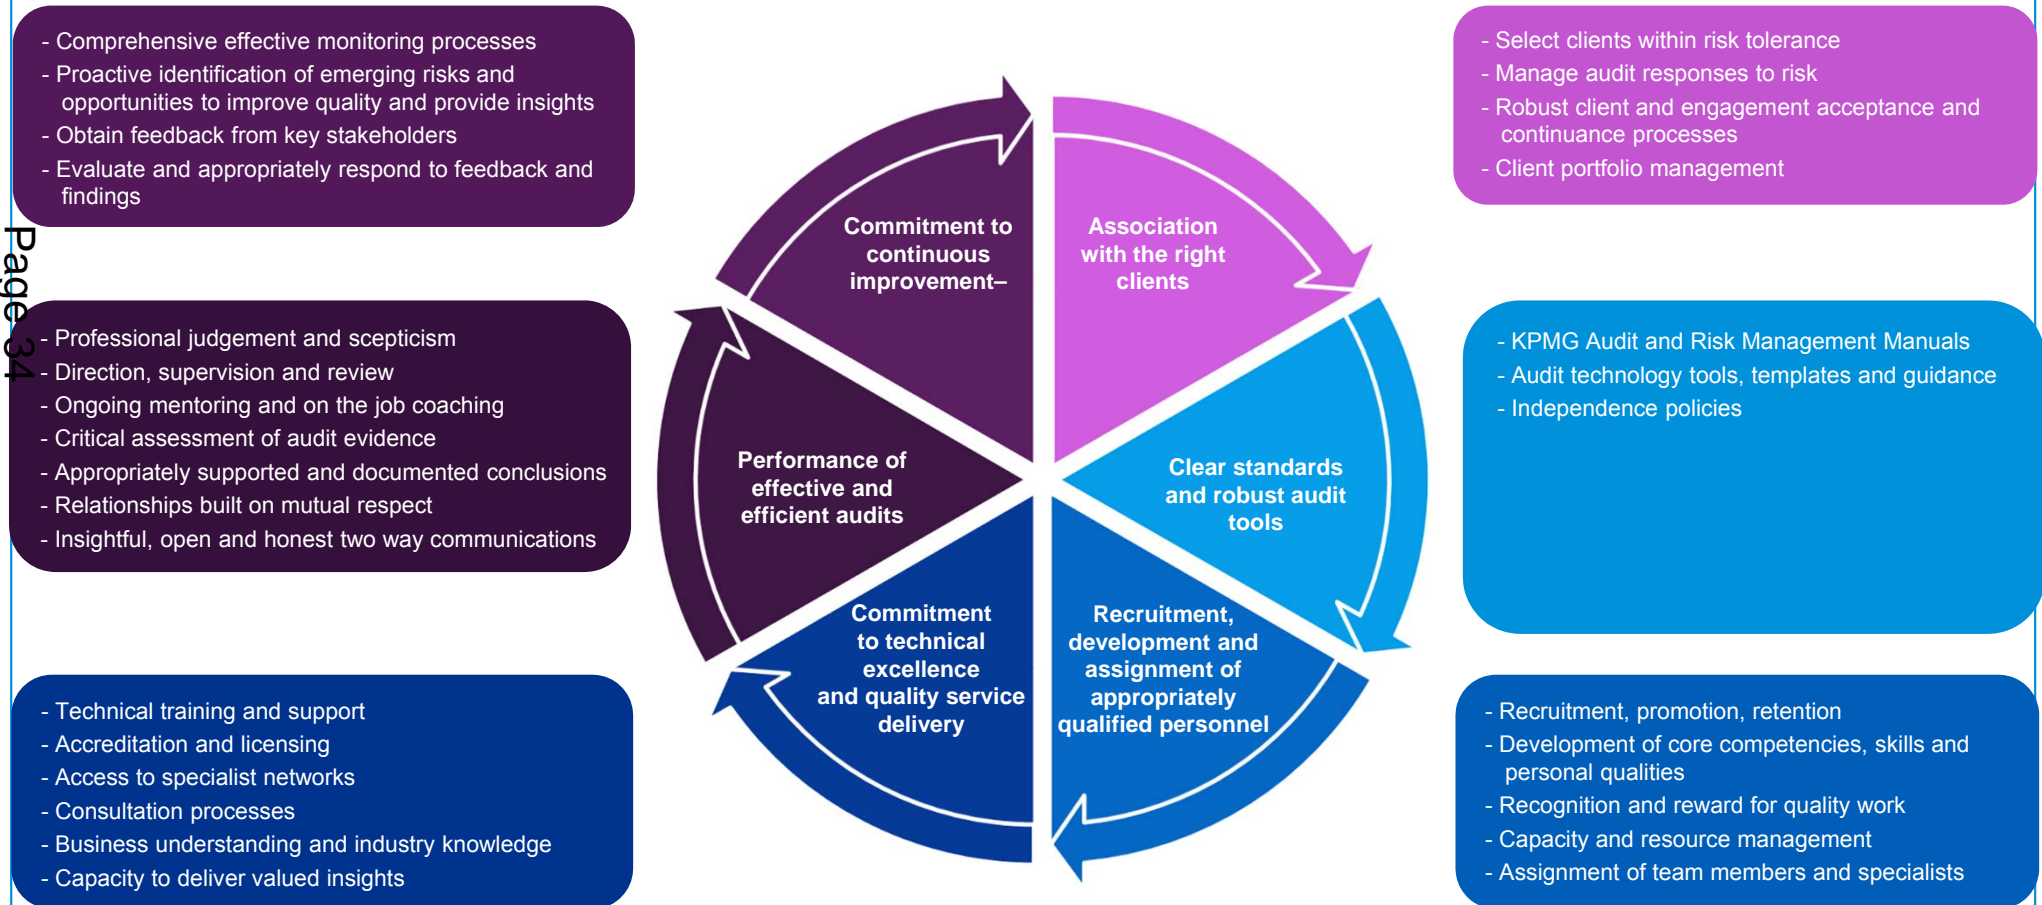 - Comprehensive effective monitoring processes
- Proactive identification of emerging risks and
opportunities to improve quality and provide insights
- Obtain feedback from key stakeholders
- Evaluate and appropriately respond to feedback and
findings
- Select clients within risk tolerance
- Manage audit responses to risk
- Robust client and engagement acceptance and
continuance processes
- Client portfolio management
Commitment to
continuous
improvement–
Association
with the right
clients
Page 34
- Professional judgement and scepticism
- Direction, supervision and review
- Ongoing mentoring and on the job coaching
- Critical assessment of audit evidence
- Appropriately supported and documented conclusions
- Relationships built on mutual respect
- Insightful, open and honest two way communications
Performance of
effective and
efficient audits
Clear standards
and robust audit
tools
- KPMG Audit and Risk Management Manuals
- Audit technology tools, templates and guidance
- Independence policies
Commitment
to technical
excellence
and quality service
delivery
Recruitment,
development and
assignment of
appropriately
qualified personnel
- Technical training and support
- Accreditation and licensing
- Access to specialist networks
- Consultation processes
- Business understanding and industry knowledge
- Capacity to deliver valued insights
- Recruitment, promotion, retention
- Development of core competencies, skills and
personal qualities
- Recognition and reward for quality work
- Capacity and resource management
- Assignment of team members and specialists